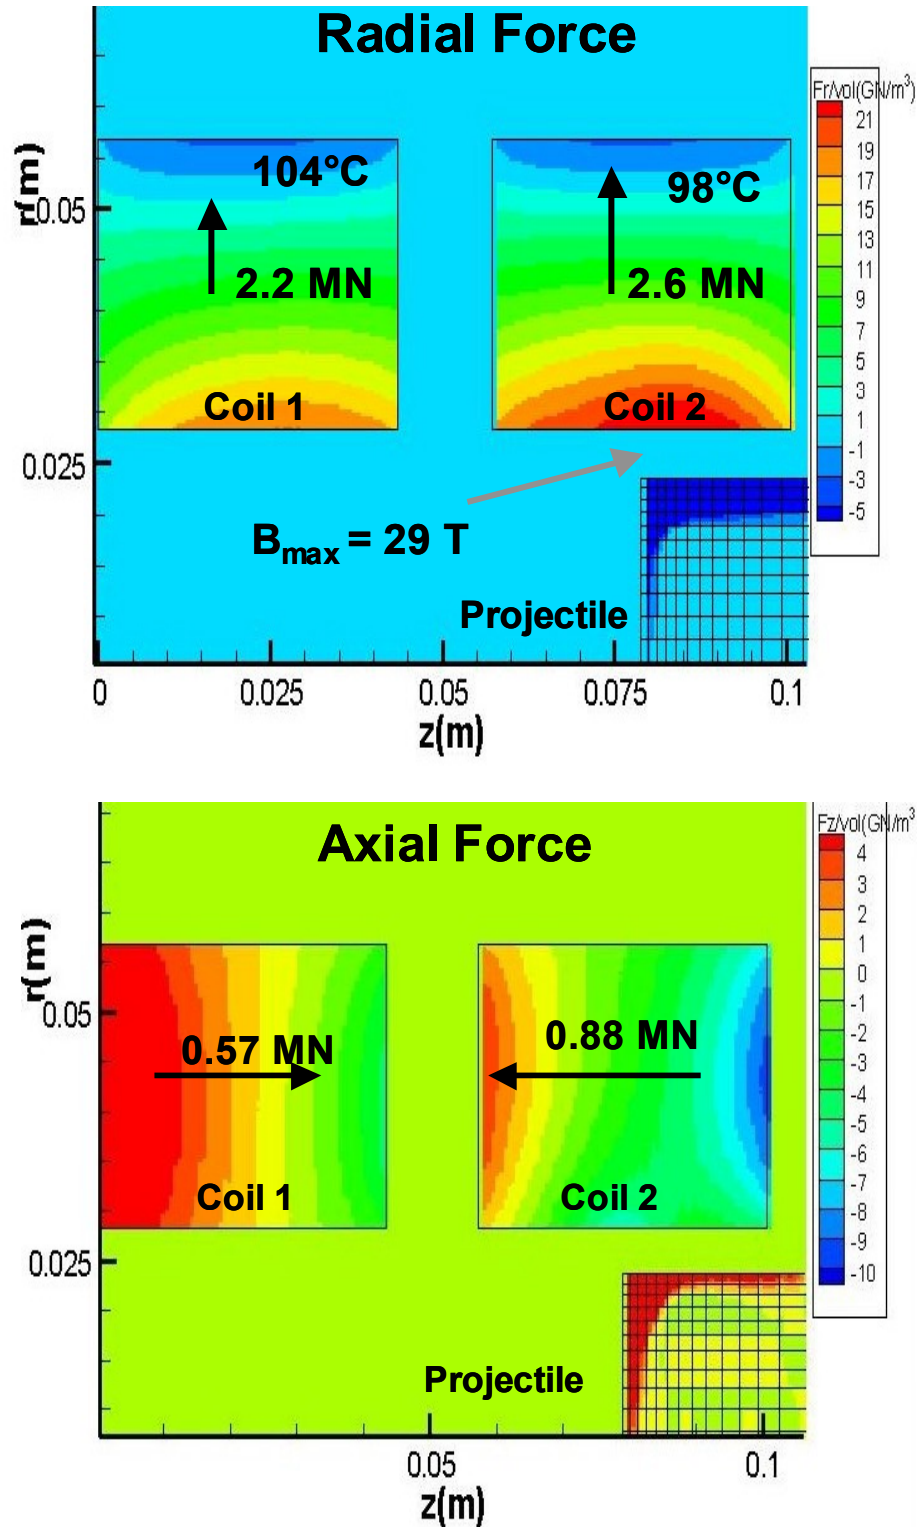 Radial Force
Fr/vol(GN/m³)
21
19
17
15
13
11
9
7
5
3
1
-1
-3
-5
r(m)
0.05
0.025
104°C
98°C
2.2 MN
2.6 MN
Coil 1
Coil 2
Bmax = 29 T
Projectile
0
0.025
0.05
0.075
0.1
z(m)
Axial Force
Fz/vol(GN/m³
4
3
2
1
0
-1
-2
-3
-4
-5
-6
-7
-8
-9
-10
r(m)
0.05
0.025
0.57 MN
0.88 MN
Coil 1
Coil 2
Projectile
0.05
0.1
z(m)